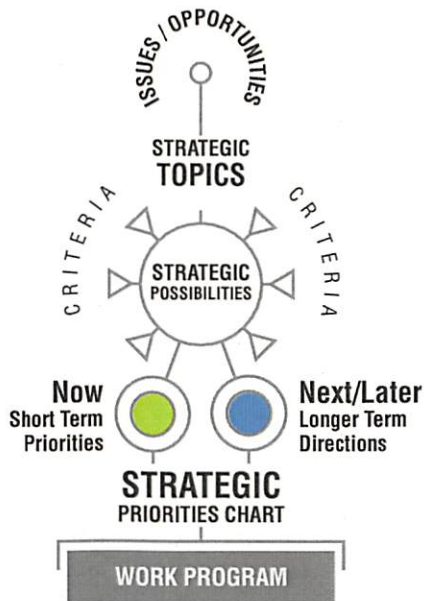 ISSUES / OPPORTUNITIES
STRATEGIC
TOPICS
CRITERIA
CRITERIA
STRATEGIC
POSSIBILITIES
Now
Short Term
Priorities
Next/Later
Longer Term
Directions
STRATEGIC
PRIORITIES CHART
WORK PROGRAM